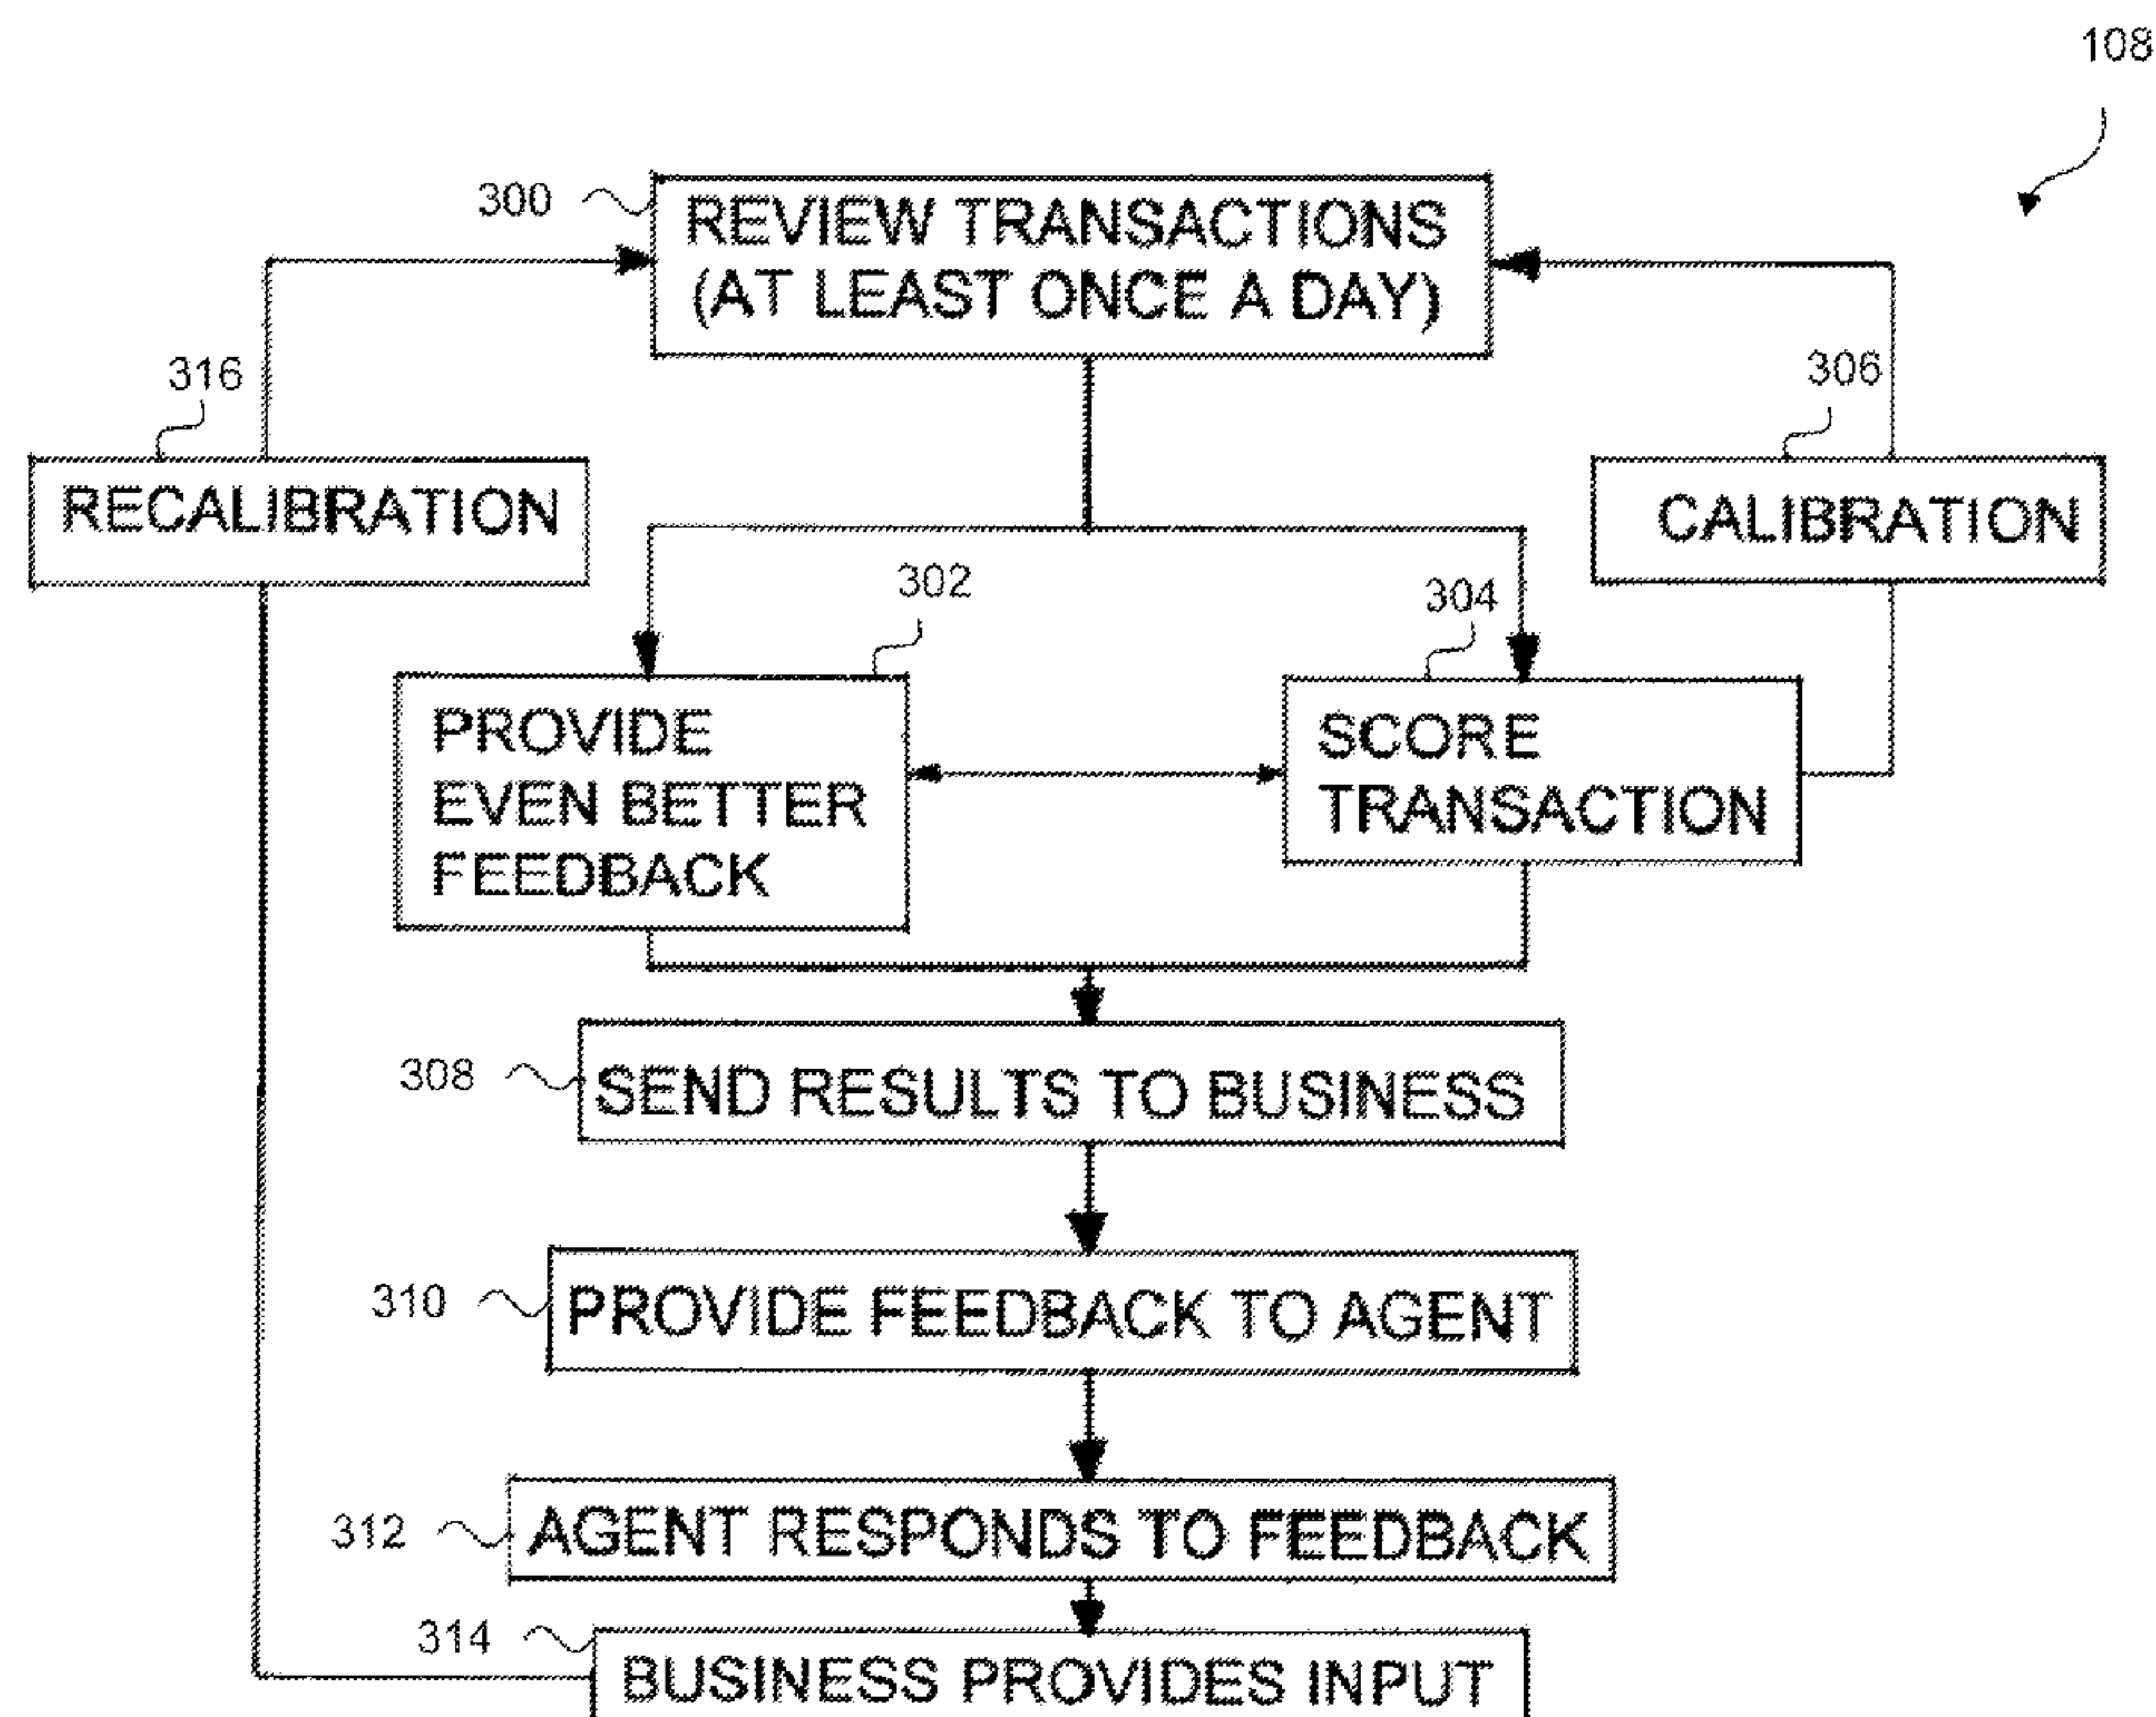 108
300
REVIEW TRANSACTIONS
(AT LEAST ONCE A DAY)
316
306
RECALIBRATION
CALIBRATION
302
304
PROVIDE
EVEN BETTER
FEEDBACK
SCORE
TRANSACTION
308
SEND RESULTS TO BUSINESS
310
PROVIDE FEEDBACK TO AGENT
312
AGENT RESPONDS TO FEEDBACK
314
BUSINESS PROVIDES INPUT